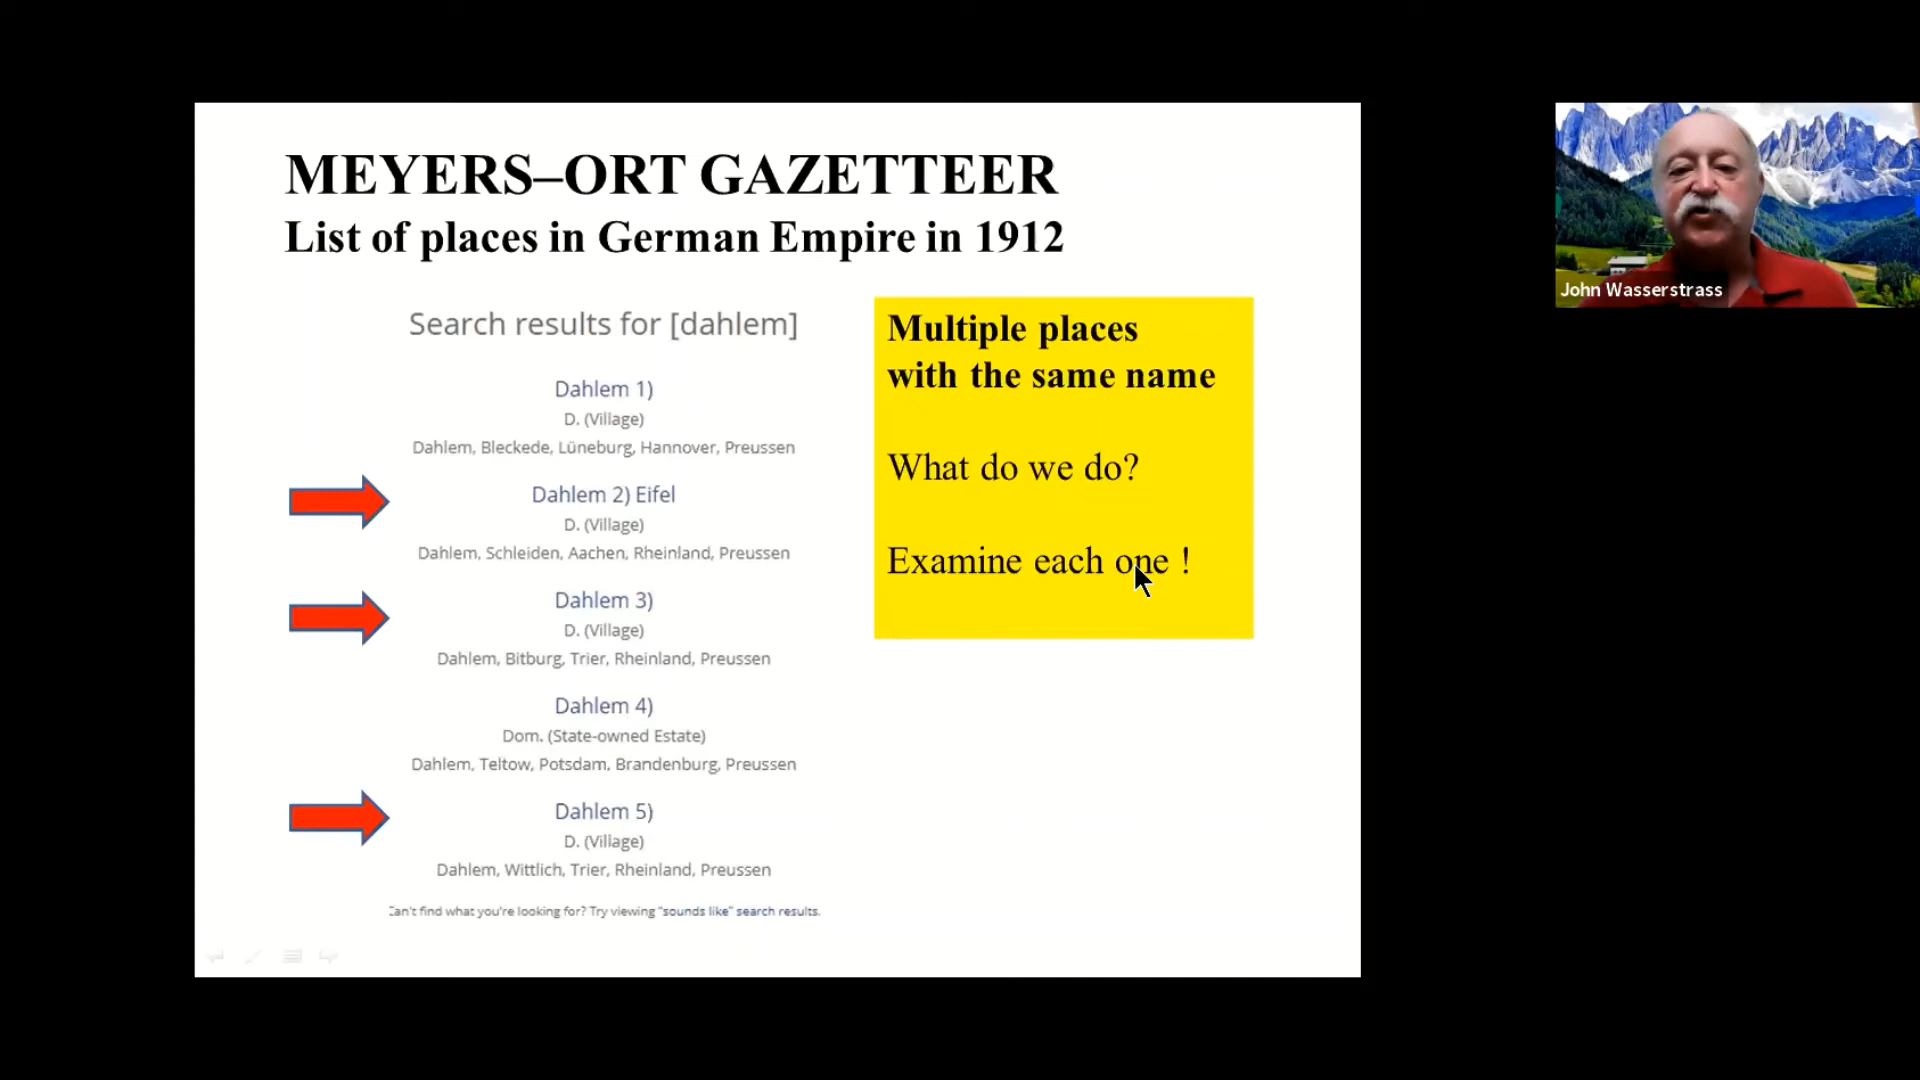 MEYERS–ORT GAZETTEER
List of places in German Empire in 1912
Search results for [dahlem]
Dahlem 1)
D. (Village)
Dahlem, Bleckede, Lüneburg, Hannover, Preussen
Dahlem 2) Eifel
D. (Village)
Dahlem, Schleiden, Aachen, Rheinland, Preussen
Dahlem 3)
D. (Village)
Dahlem, Bitburg, Trier, Rheinland, Preussen
Dahlem 4)
Dom. (State-owned Estate)
Dahlem, Teltow, Potsdam, Brandenburg, Preussen
Dahlem 5)
D. (Village)
Dahlem, Wittlich, Trier, Rheinland, Preussen
Can't find what you're looking for? Try viewing "sounds like" search results.
Multiple places
with the same name
What do we do?
Examine each one !
John Wasserstrass